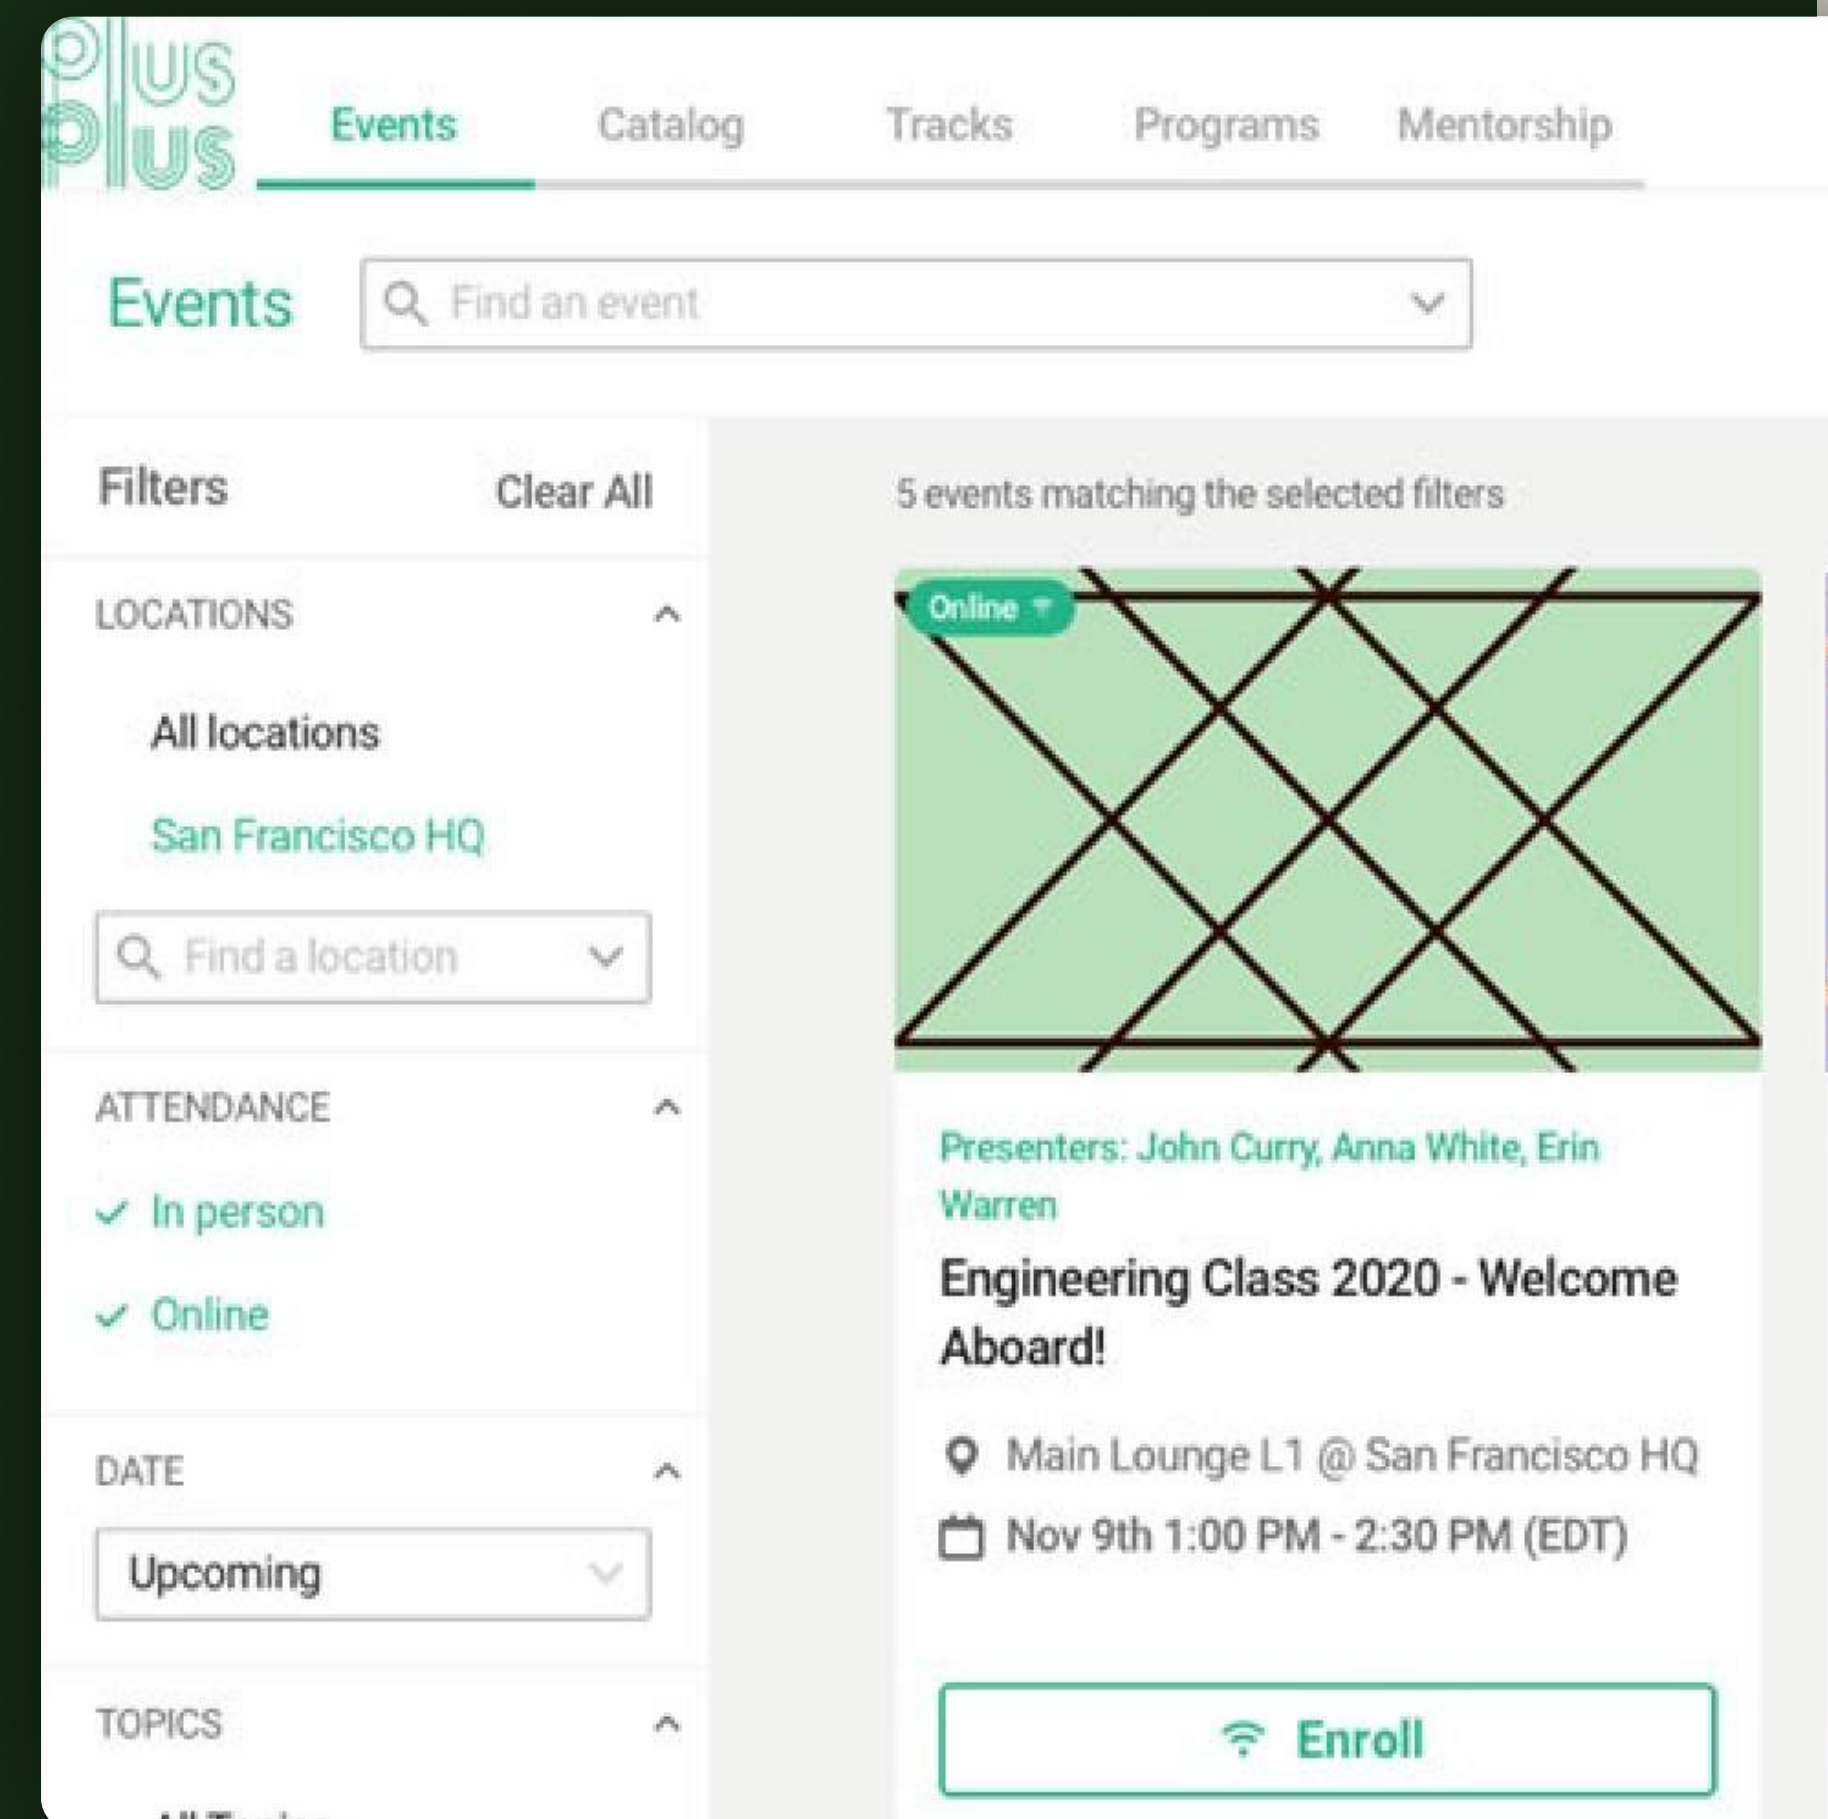 Plus
Plus
Events
Catalog
Tracks
Programs
Mentorship
Events
Find an event
Filters
Clear All
5 events matching the selected filters
LOCATIONS
All locations
San Francisco HQ
Find a location
ATTENDANCE
In person
Online
DATE
Upcoming
TOPICS
Online
Presenters: John Curry, Anna White, Erin
Warren
Engineering Class 2020 - Welcome
Aboard!
Main Lounge L1 @ San Francisco HQ
Nov 9th 1:00 PM - 2:30 PM (EDT)
Enroll